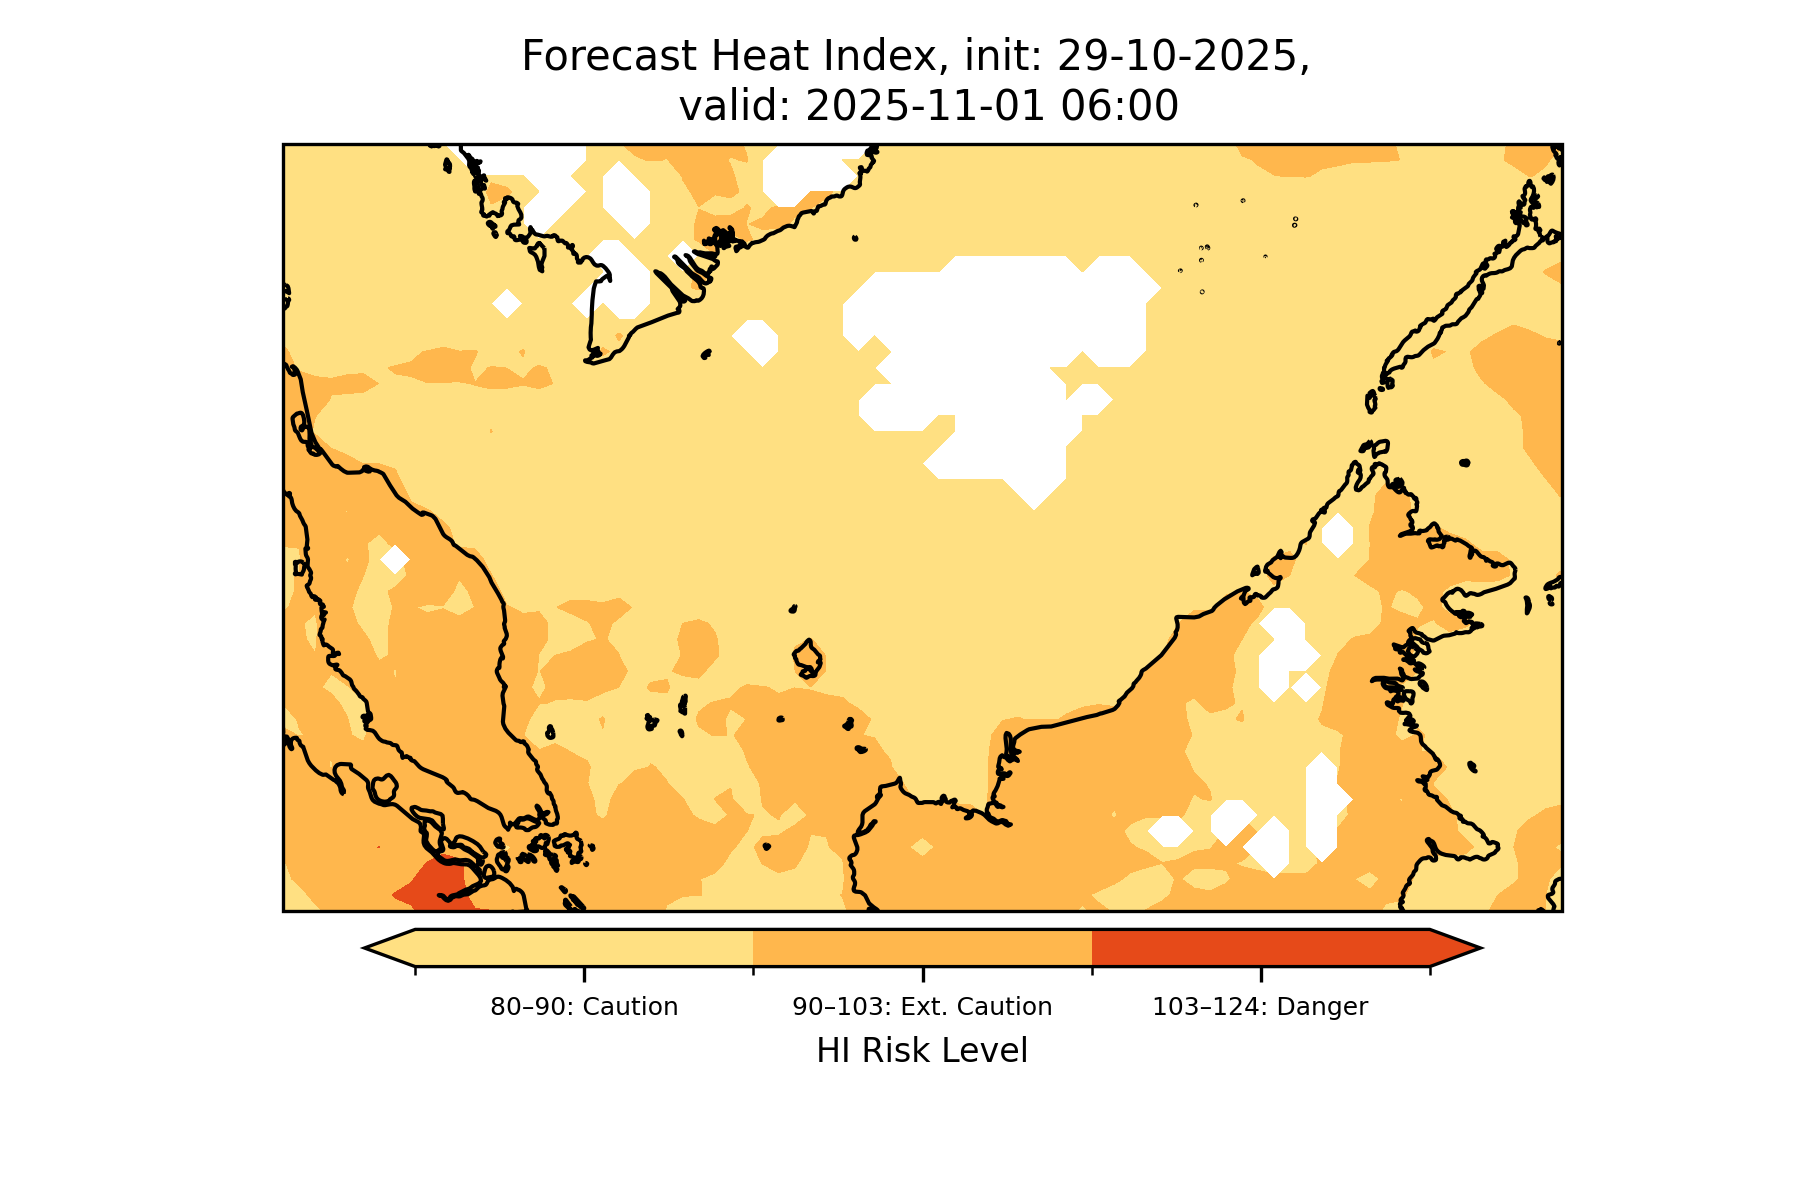 Forecast Heat Index, init: 29-10-2025,
valid: 2025-11-01 06:00
80–90: Caution
90–103: Ext. Caution
103–124: Danger
HI Risk Level